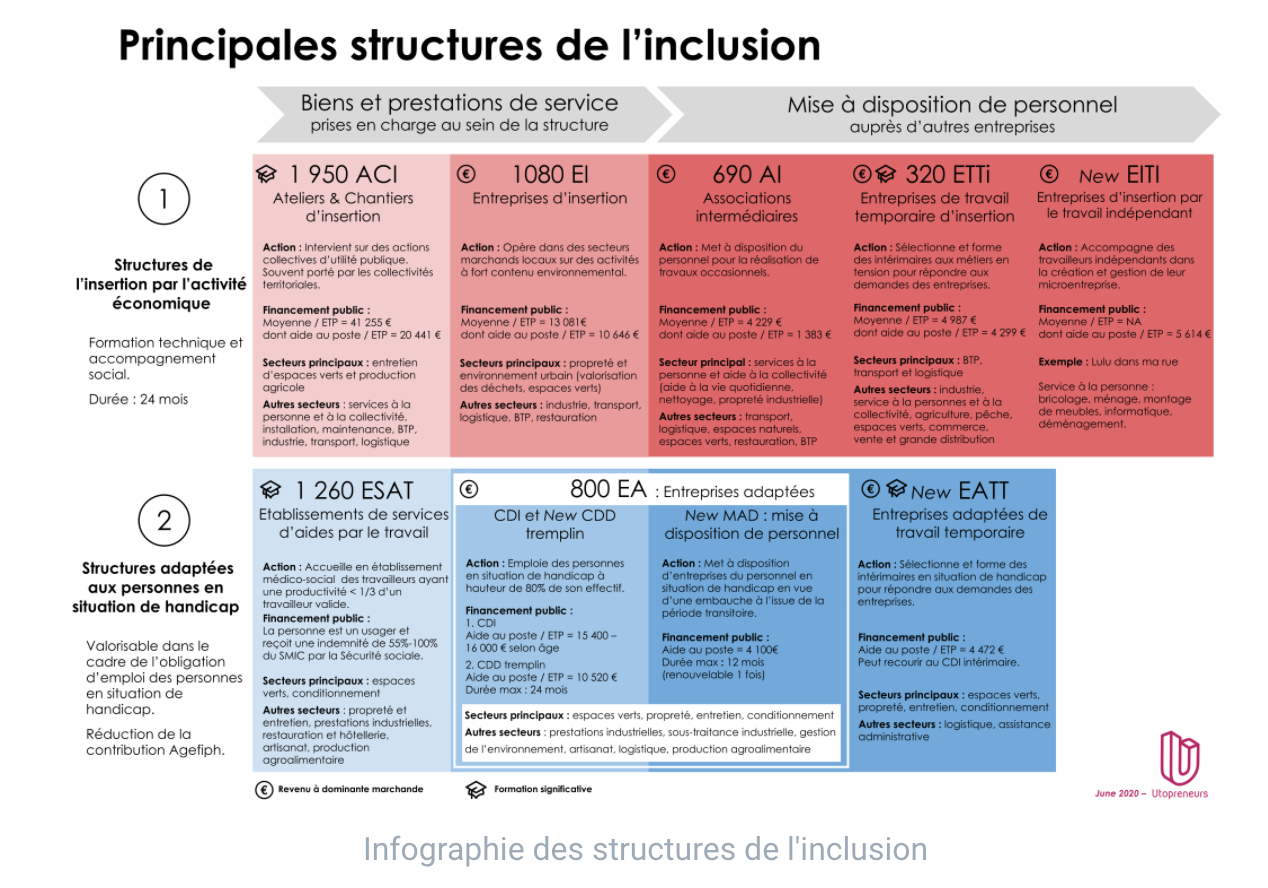 Principales structures de l'inclusion
Biens et prestations de service
prises en charge au sein de la structure
Mise à disposition de personnel
auprès d'autres entreprises
1
Structures de
l'insertion par l'activité
économique
Formation technique et
accompagnement
social.
Durée : 24 mois
1 950 ACI
Ateliers & Chantiers
d'insertion
Action : Intervient sur des actions
collectives d'utilité publique.
Souvent porté par les collectivités
territoriales.
Financement public :
Moyenne / ETP = 41 255 €
dont aide au poste / ETP = 20 441 €
Secteurs principaux : entretien
d'espaces verts et production
agricole
Autres secteurs : services à la
personne et à la collectivité,
installation, maintenance, BTP,
industrie, transport, logistique
€ 1080 EI
Entreprises d'insertion
Action : Opère dans des secteurs
marchands locaux sur des activités
à fort contenu environnemental.
Financement public :
Moyenne / ETP = 13 081€
dont aide au poste / ETP = 10 646 €
Secteurs principaux : propreté et
environnement urbain (valorisation
des déchets, espaces verts)
Autres secteurs : industrie, transport,
logistique, BTP, restauration
€ 690 AI
Associations
intermédiaires
Action : Met à disposition du
personnel pour la réalisation de
travaux occasionnels.
Financement public :
Moyenne / ETP = 4 229 €
dont aide au poste / ETP = 1 383 €
Secteur principal : services à la
personne et aide à la collectivité
(aide à la vie quotidienne,
nettoyage, propreté industrielle)
Autres secteurs : transport,
logistique, espaces naturels,
espaces verts, restauration, BTP
€ 320 ETTi
Entreprises de travail
temporaire d'insertion
Action : Sélectionne et forme
des intérimaires aux métiers en
tension pour répondre aux
demandes des entreprises.
Financement public :
Moyenne / ETP = 4 987 €
dont aide au poste / ETP = 4 299 €
Secteurs principaux : BTP,
transport et logistique
Autres secteurs : industrie,
service à la personnes et à la
collectivité, agriculture, pêche,
espaces verts, commerce,
vente et grande distribution
€ New EITI
Entreprises d'insertion par
le travail indépendant
Action : Accompagne des
travailleurs indépendants dans
la création et gestion de leur
microentreprise.
Financement public :
Moyenne / ETP = NA
dont aide au poste / ETP = 5 614 €
Exemple : Lulu dans ma rue
Service à la personne :
bricolage, ménage, montage
de meubles, informatique,
déménagement.
2
Structures adaptées
aux personnes en
situation de handicap
Valorisable dans le
cadre de l'obligation
d'emploi des personnes
en situation de
handicap.
Réduction de la
contribution Agefiph.
1 260 ESAT
Etablissements de services
d'aides par le travail
Action : Accueille en établissement
médico-social des travailleurs ayant
une productivité < 1/3 d'un
travailleur valide.
Financement public :
La personne est un usager et
reçoit une indemnité de 55%-100%
du SMIC par la Sécurité sociale.
Secteurs principaux : espaces
verts, conditionnement
Autres secteurs : propreté et
entretien, prestations industrielles,
restauration et hôtellerie,
artisanat, production
agroalimentaire
€ 800 EA : Entreprises adaptées
CDI et New CDD
tremplin
Action : Emploie des personnes
en situation de handicap à
hauteur de 80% de son effectif.
Financement public :
1. CDI
Aide au poste / ETP = 15 400 –
16 000 € selon âge
2. CDD tremplin
Aide au poste / ETP = 10 520 €
Durée max : 24 mois
New MAD : mise à
disposition de personnel
Action : Met à disposition
d'entreprises du personnel en
situation de handicap en vue
d'une embauche à l'issue de la
période transitoire.
Financement public :
Aide au poste = 4 100€
Durée max : 12 mois
(renouvelable 1 fois)
Secteurs principaux : espaces verts, propreté, entretien, conditionnement
Autres secteurs : prestations industrielles, sous-traitance industrielle, gestion
de l'environnement, artisanat, logistique, production agroalimentaire
€ New EATT
Entreprises adaptées de
travail temporaire
Action : Sélectionne et forme des
intérimaires en situation de handicap
pour répondre aux demandes des
entreprises.
Financement public :
Aide au poste / ETP = 4 472 €
Peut recourir au CDI intérimaire.
Secteurs principaux : espaces verts,
propreté, entretien, conditionnement
Autres secteurs : logistique, assistance
administrative
€ Revenu à dominante marchande
Formation significative
June 2020 – Utopreneurs
Infographie des structures de l'inclusion